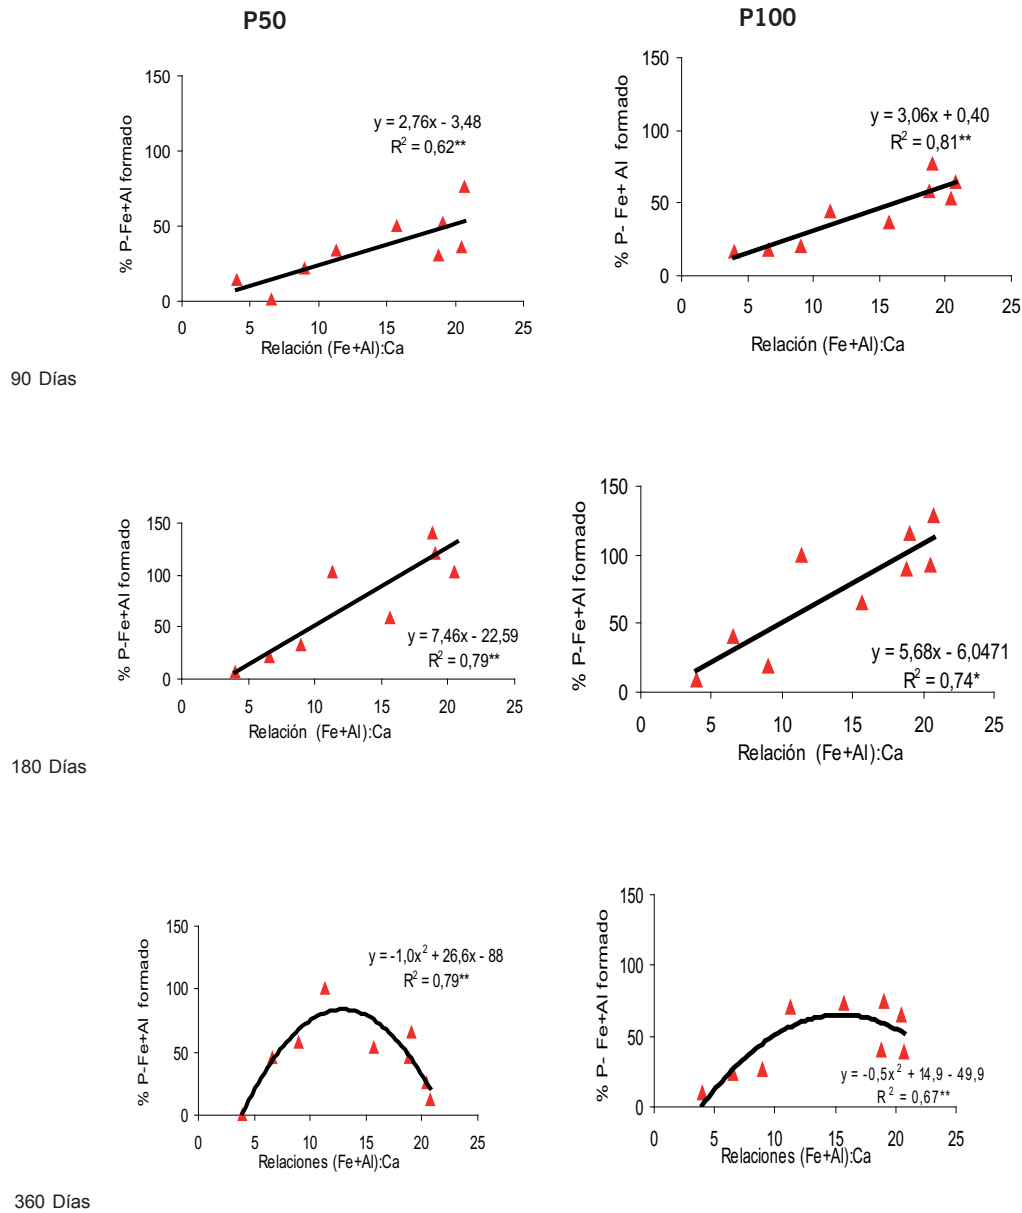 P50
P100
% P-Fe+Al formado
150
100
50
0
y = 2,76x - 3,48
R² = 0,62**
0 5 10 15 20 25
Relación (Fe+Al):Ca
% P- Fe+ Al formado
150
100
50
0
y = 3,06x + 0,40
R² = 0,81**
0 5 10 15 20 25
Relación (Fe+Al):Ca
90 Días
% P-Fe+Al formado
150
100
50
0
y = 7,46x - 22,59
R² = 0,79**
0 5 10 15 20 25
Relación (Fe+Al):Ca
% P-Fe+Al formado
150
100
50
0
y = 5,68x - 6,0471
R² = 0,74*
0 5 10 15 20 25
Relación (Fe+Al):Ca
180 Días
% P-Fe+Al formado
150
100
50
0
y = -1,0x² + 26,6x - 88
R² = 0,79**
0 5 10 15 20 25
Relaciones (Fe+Al):Ca
% P- Fe+Al formado
150
100
50
0
y = -0,5x² + 14,9 - 49,9
R² = 0,67**
0 5 10 15 20 25
Relaciones (Fe+Al):Ca
360 Días